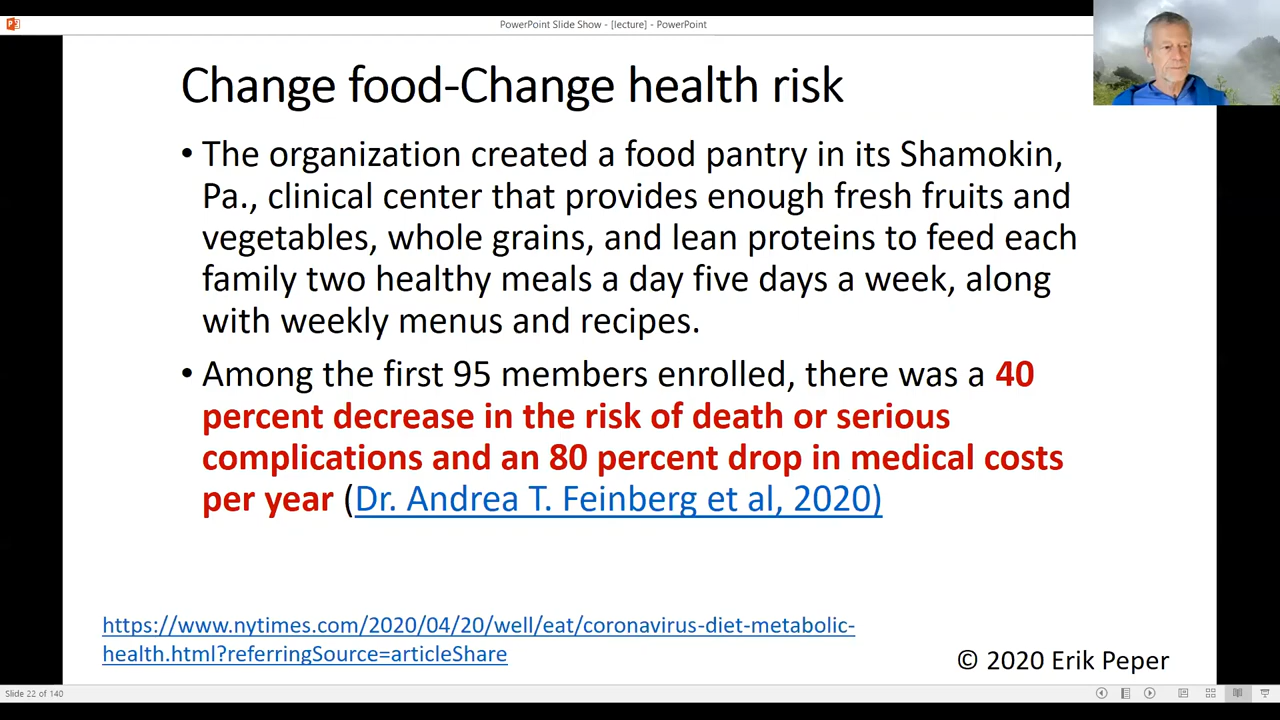 PowerPoint Slide Show - [lecture] - PowerPoint
Change food-Change health risk
• The organization created a food pantry in its Shamokin,
Pa., clinical center that provides enough fresh fruits and
vegetables, whole grains, and lean proteins to feed each
family two healthy meals a day five days a week, along
with weekly menus and recipes.
• Among the first 95 members enrolled, there was a 40
percent decrease in the risk of death or serious
complications and an 80 percent drop in medical costs
per year (Dr. Andrea T. Feinberg et al, 2020)
https://www.nytimes.com/2020/04/20/well/eat/coronavirus-diet-metabolic-
health.html?referringSource=articleShare
© 2020 Erik Peper
Slide 22 of 140